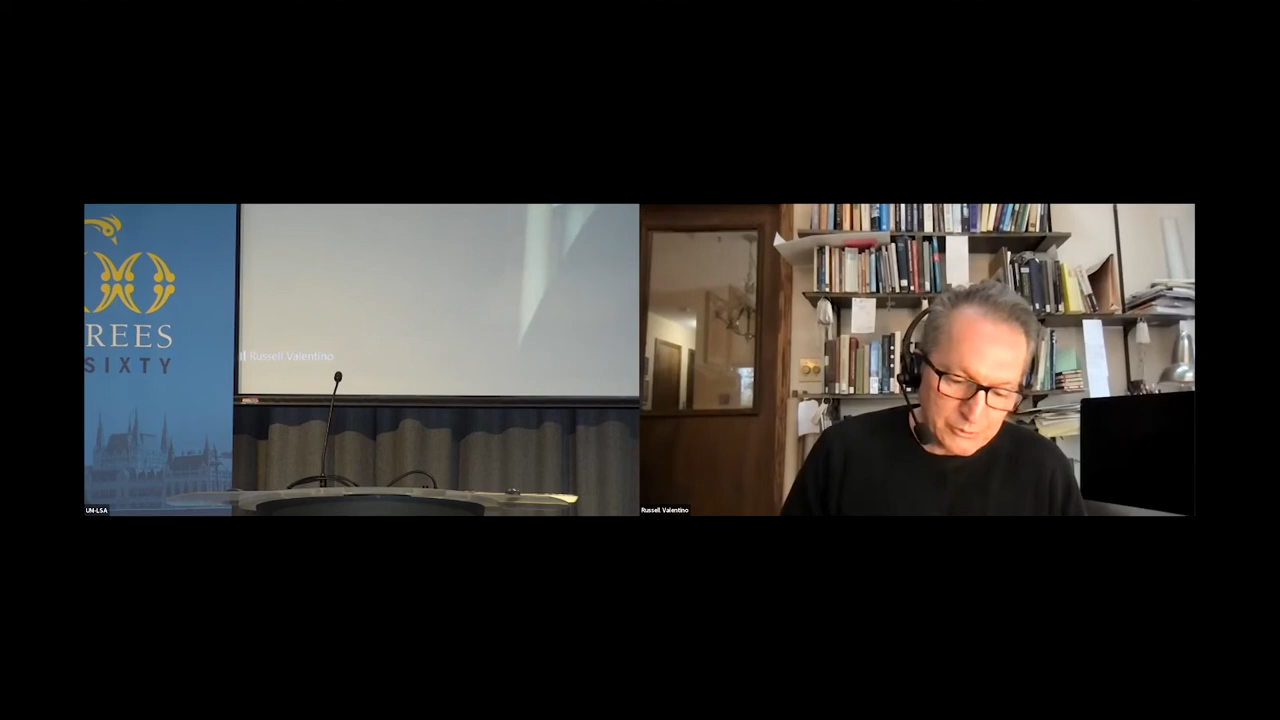 REES
SIXTY
Russell Valentino
UM-LSA
Russell Valentino